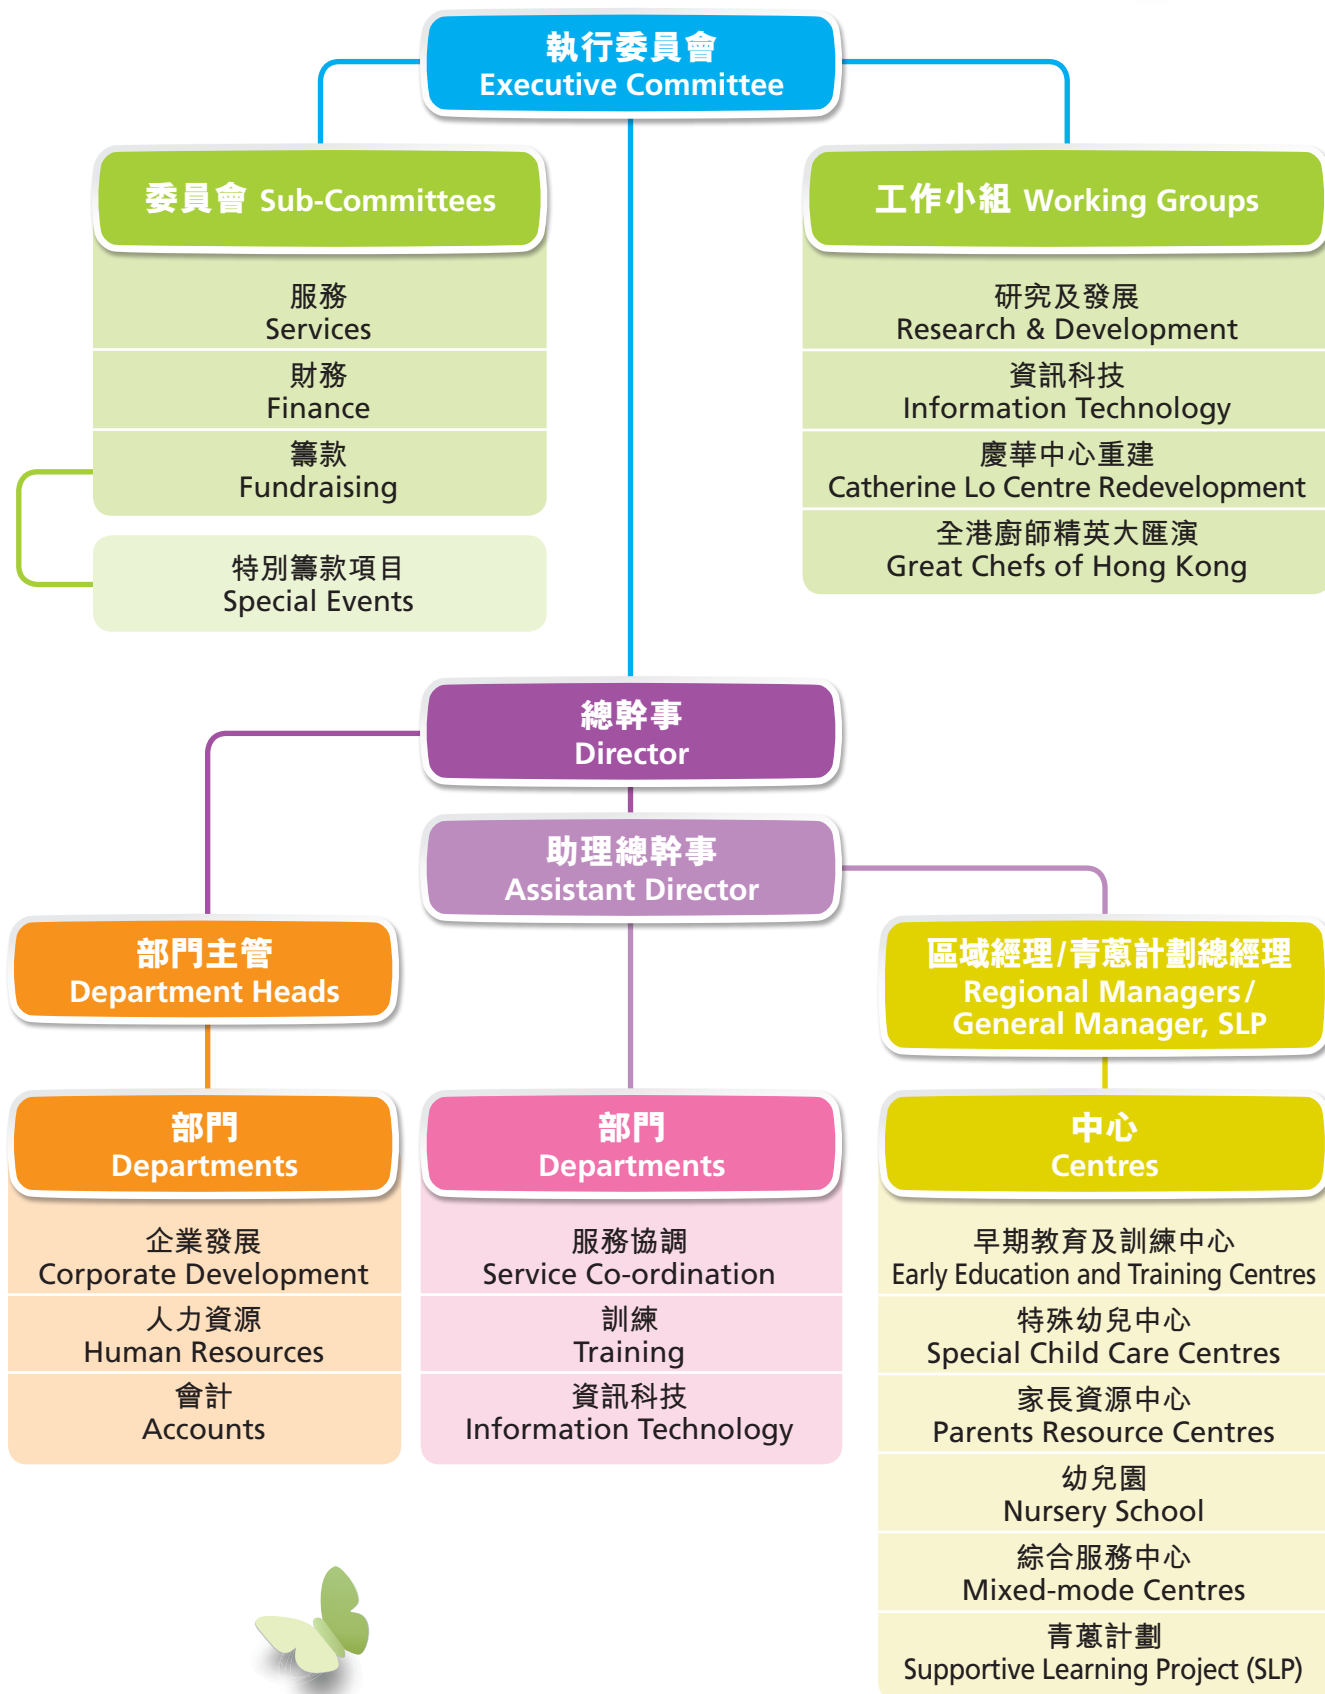 執行委員會
Executive Committee
委員會 Sub-Committees
服務
Services
財務
Finance
籌款
Fundraising
特別籌款項目
Special Events
工作小組 Working Groups
研究及發展
Research & Development
資訊科技
Information Technology
慶華中心重建
Catherine Lo Centre Redevelopment
全港廚師精英大匯演
Great Chefs of Hong Kong
總幹事
Director
助理總幹事
Assistant Director
部門主管
Department Heads
部門
Departments
企業發展
Corporate Development
人力資源
Human Resources
會計
Accounts
部門
Departments
服務協調
Service Co-ordination
訓練
Training
資訊科技
Information Technology
區域經理/青蔥計劃總經理
Regional Managers/
General Manager, SLP
中心
Centres
早期教育及訓練中心
Early Education and Training Centres
特殊幼兒中心
Special Child Care Centres
家長資源中心
Parents Resource Centres
幼兒園
Nursery School
綜合服務中心
Mixed-mode Centres
青蔥計劃
Supportive Learning Project (SLP)